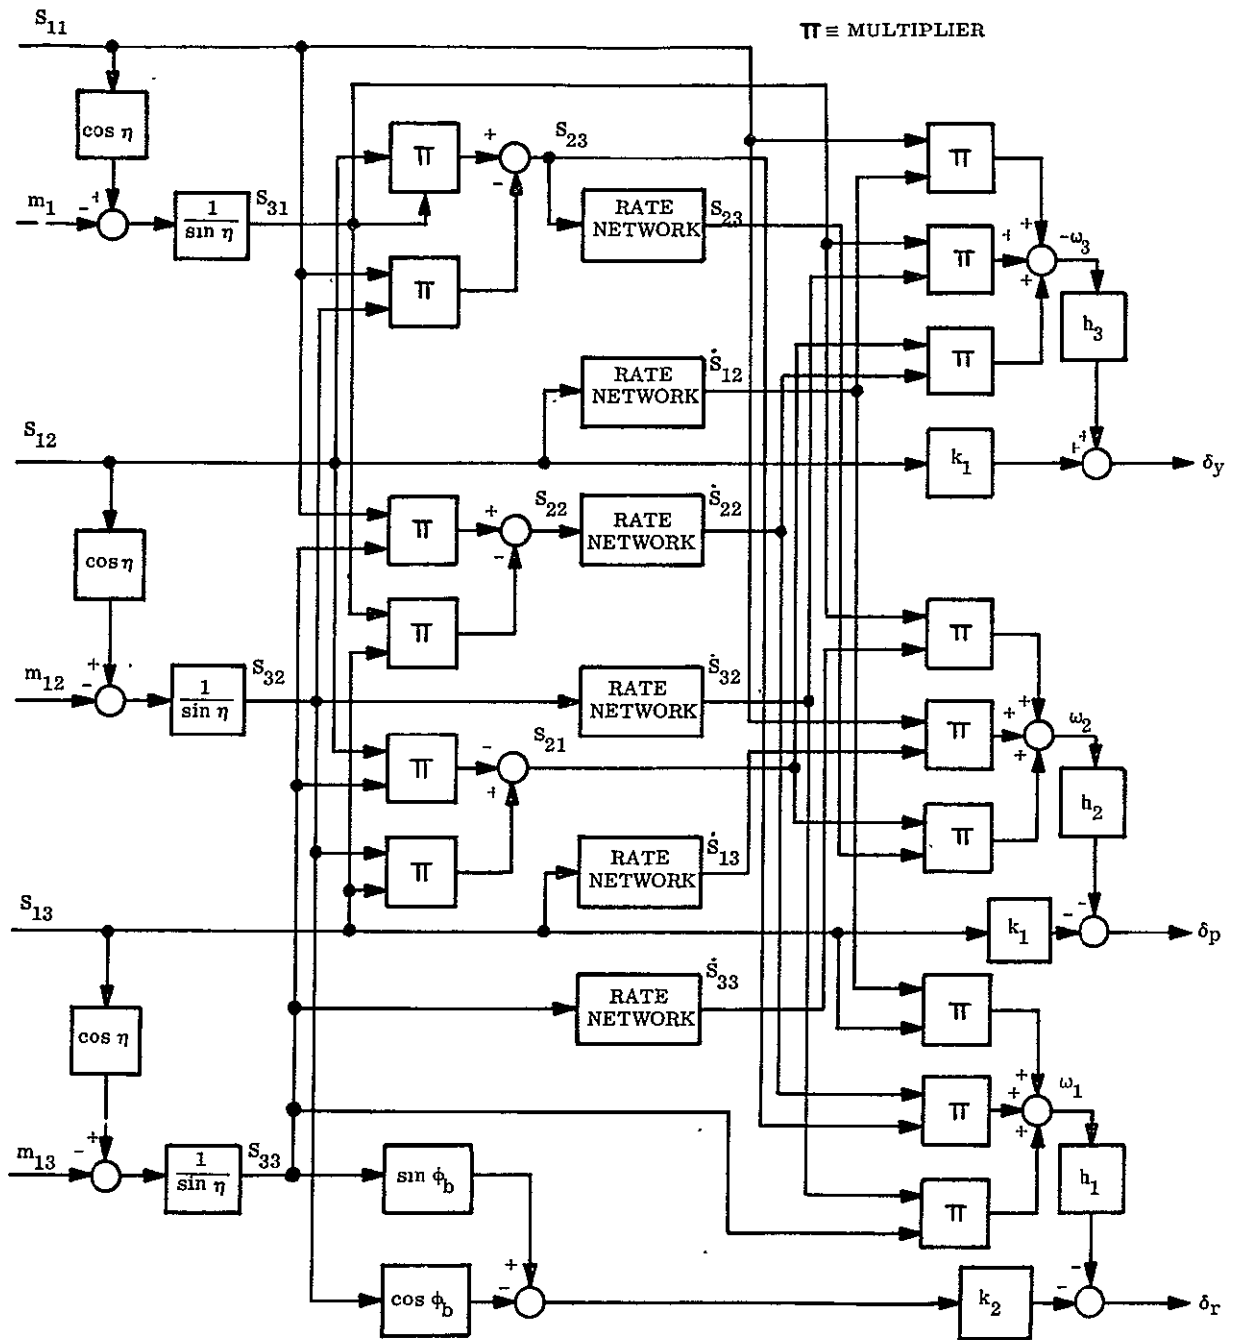 S11
π ≡ MULTIPLIER
cos η
m1
- +
1
sin η
S31
π
+
-
S23
RATE
NETWORK
S23
π
π
π
π
+
+
+
-ω3
h3
RATE
NETWORK
Ṡ12
S12
k1
+
+
δy
cos η
π
+
-
S22
RATE
NETWORK
Ṡ22
π
m12
+
-
1
sin η
S32
RATE
NETWORK
Ṡ32
π
π
π
+
+
+
ω2
h2
π
-
+
S21
π
RATE
NETWORK
Ṡ13
S13
k1
-
-
δp
cos η
RATE
NETWORK
Ṡ33
π
π
π
+
+
+
ω1
h1
m13
+
-
1
sin η
S33
sin φb
cos φb
+
-
k2
-
-
δr